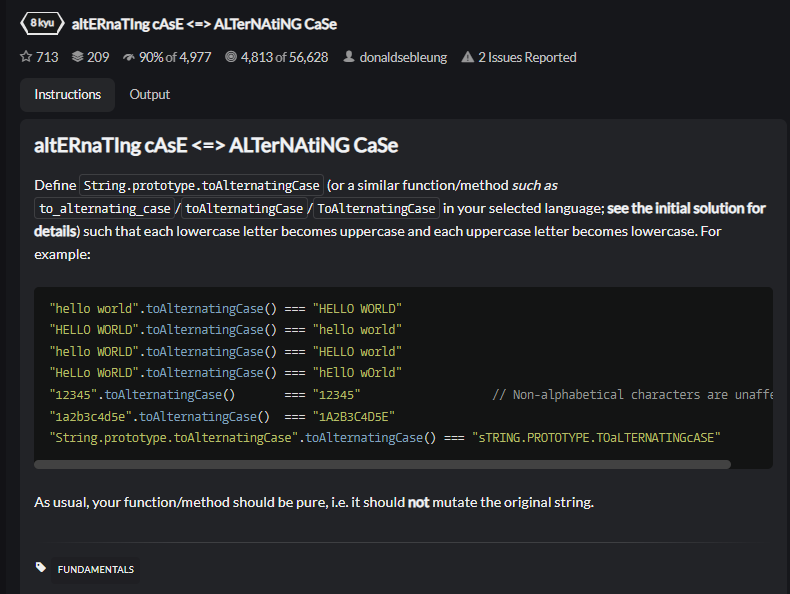 8 kyu altERnaTIng cAsE <=> ALTerNAtiNG CaSe
713 209 90% of 4,977 4,813 of 56,628 donaldsebleung 2 Issues Reported
Instructions Output
altERnaTIng cAsE <=> ALTerNAtiNG CaSe
Define String.prototype.toAlternatingCase (or a similar function/method such as
to_alternating_case/toAlternatingCase/ToAlternatingCase in your selected language; see the initial solution for
details) such that each lowercase letter becomes uppercase and each uppercase letter becomes lowercase. For
example:
"hello world".toAlternatingCase() === "HELLO WORLD"
"HELLO WORLD".toAlternatingCase() === "hello world"
"hello WORLD".toAlternatingCase() === "HELLO world"
"HeLLo WoRLD".toAlternatingCase() === "hEllO wOrld"
"12345".toAlternatingCase() === "12345" // Non-alphabetical characters are unaffe
"1a2b3c4d5e".toAlternatingCase() === "1A2B3C4D5E"
"String.prototype.toAlternatingCase".toAlternatingCase() === "sTRING.PROTOTYPE.TOaLTERNATINGcASE"
As usual, your function/method should be pure, i.e. it should not mutate the original string.
FUNDAMENTALS